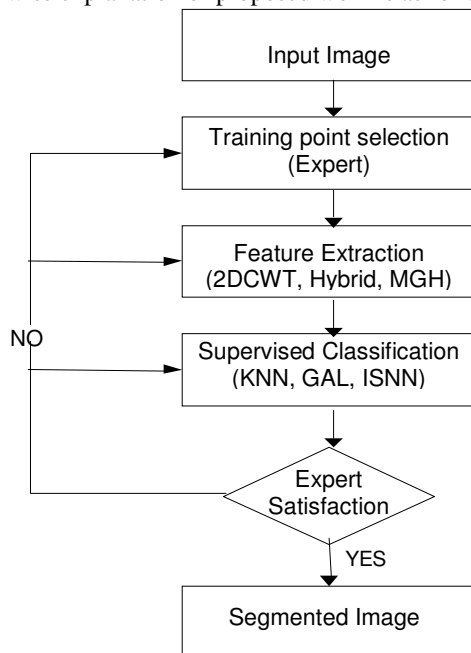 Input Image
Training point selection
(Expert)
Feature Extraction
(2DCWT, Hybrid, MGH)
NO
Supervised Classification
(KNN, GAL, ISNN)
Expert
Satisfaction
YES
Segmented Image